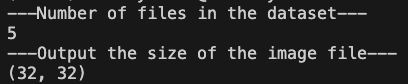 ---Number of files in the dataset---
5
---Output the size of the image file---
(32, 32)